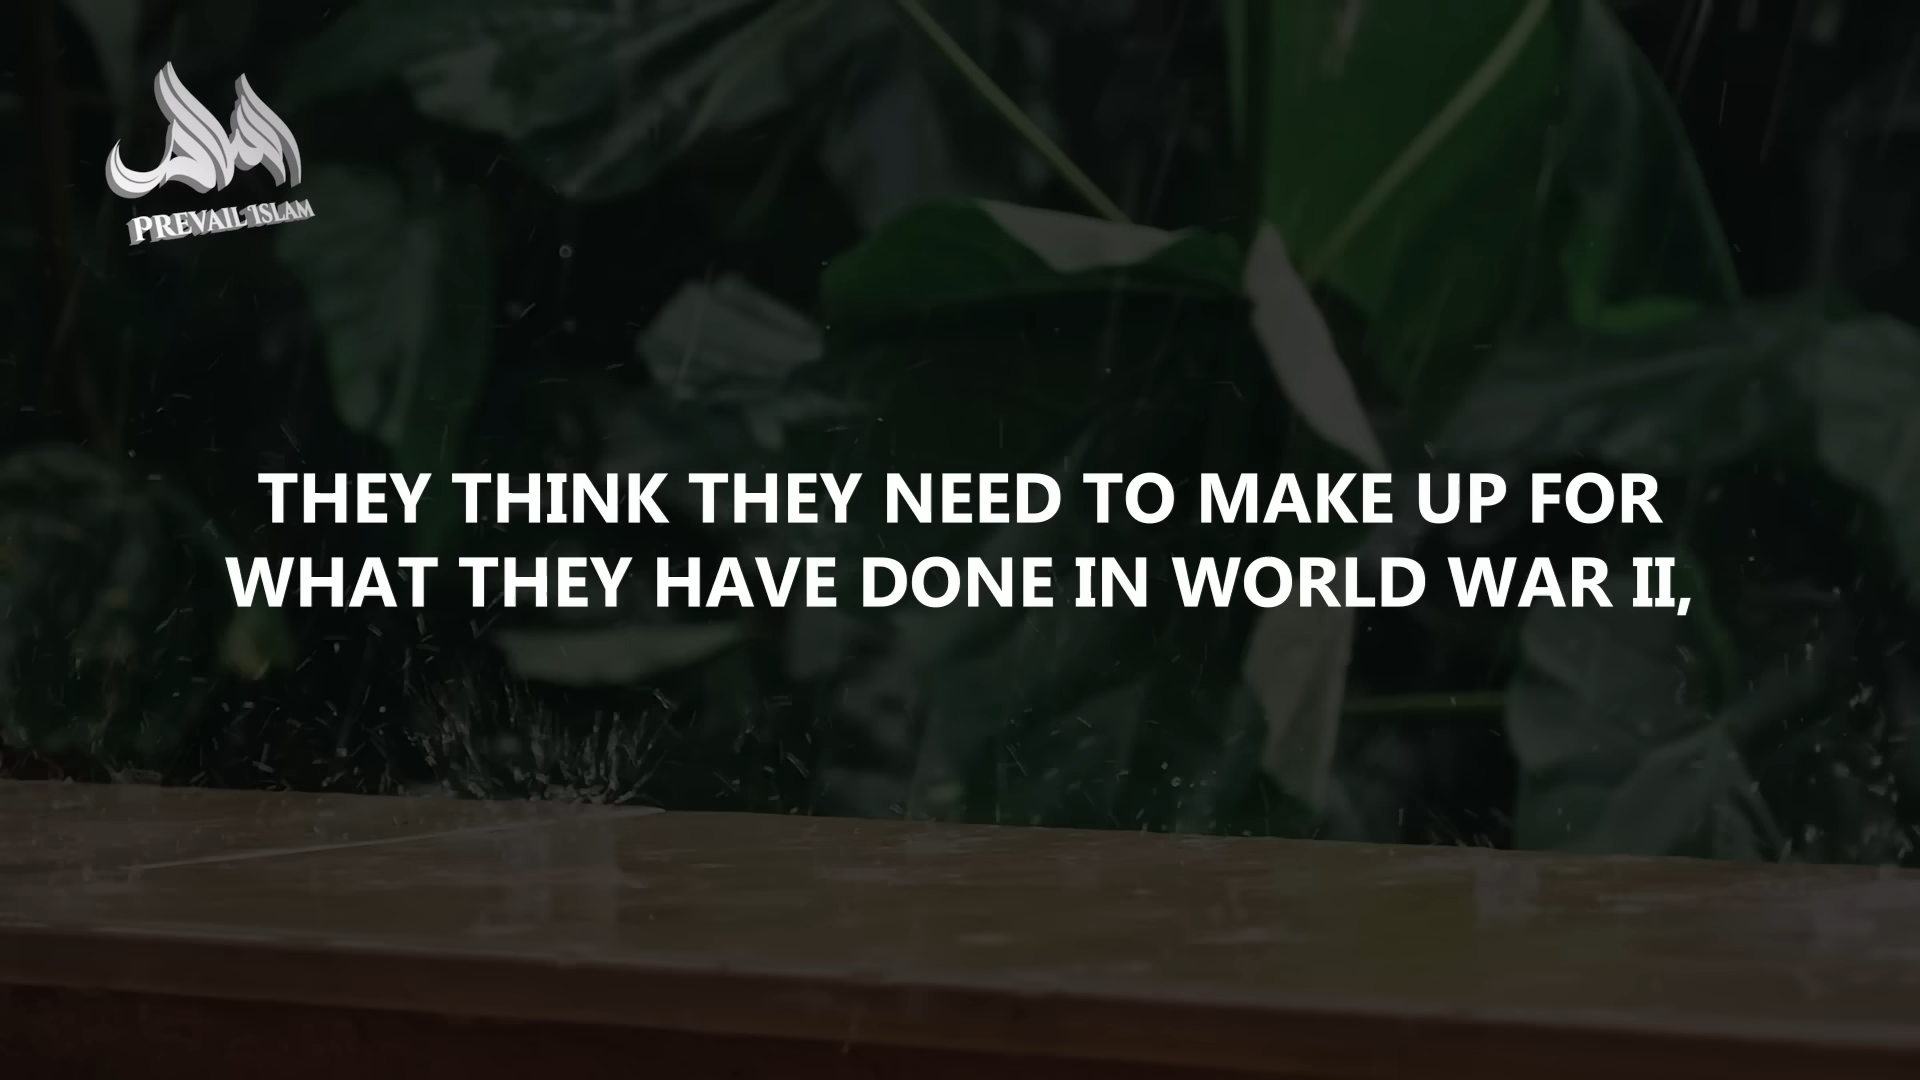 PREVAIL ISLAM
THEY THINK THEY NEED TO MAKE UP FOR
WHAT THEY HAVE DONE IN WORLD WAR II,